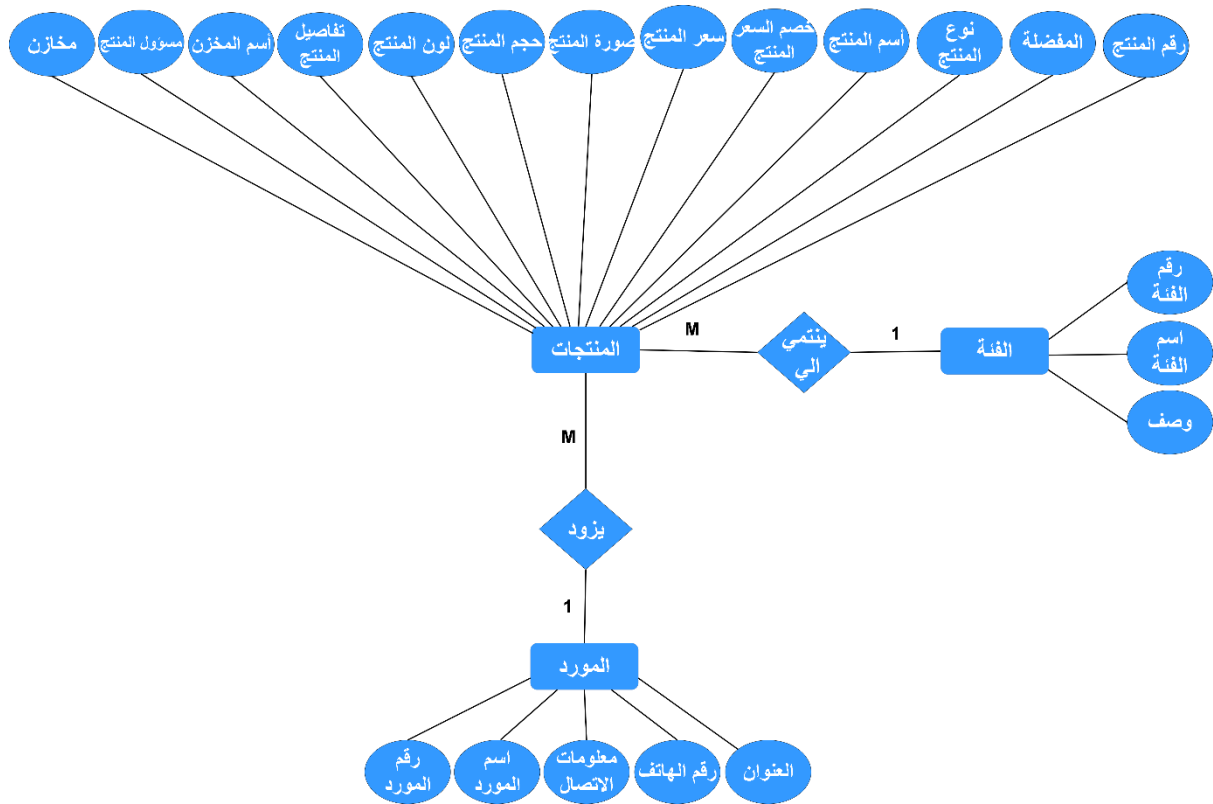 رقم المنتج
المفضلة
نوع
المنتج
أسم المنتج
خصم السعر
المنتج
سعر المنتج
صورة المنتج
حجم المنتج
لون المنتج
تفاصيل
المنتج
أسم المخزن
مسؤول المنتج
مخازن
رقم
الفئة
المنتجات
M
ينتمي
الي
1
الفئة
اسم
الفئة
وصف
M
يزود
1
المورد
العنوان
رقم الهاتف
معلومات
الاتصال
اسم
المورد
رقم
المورد